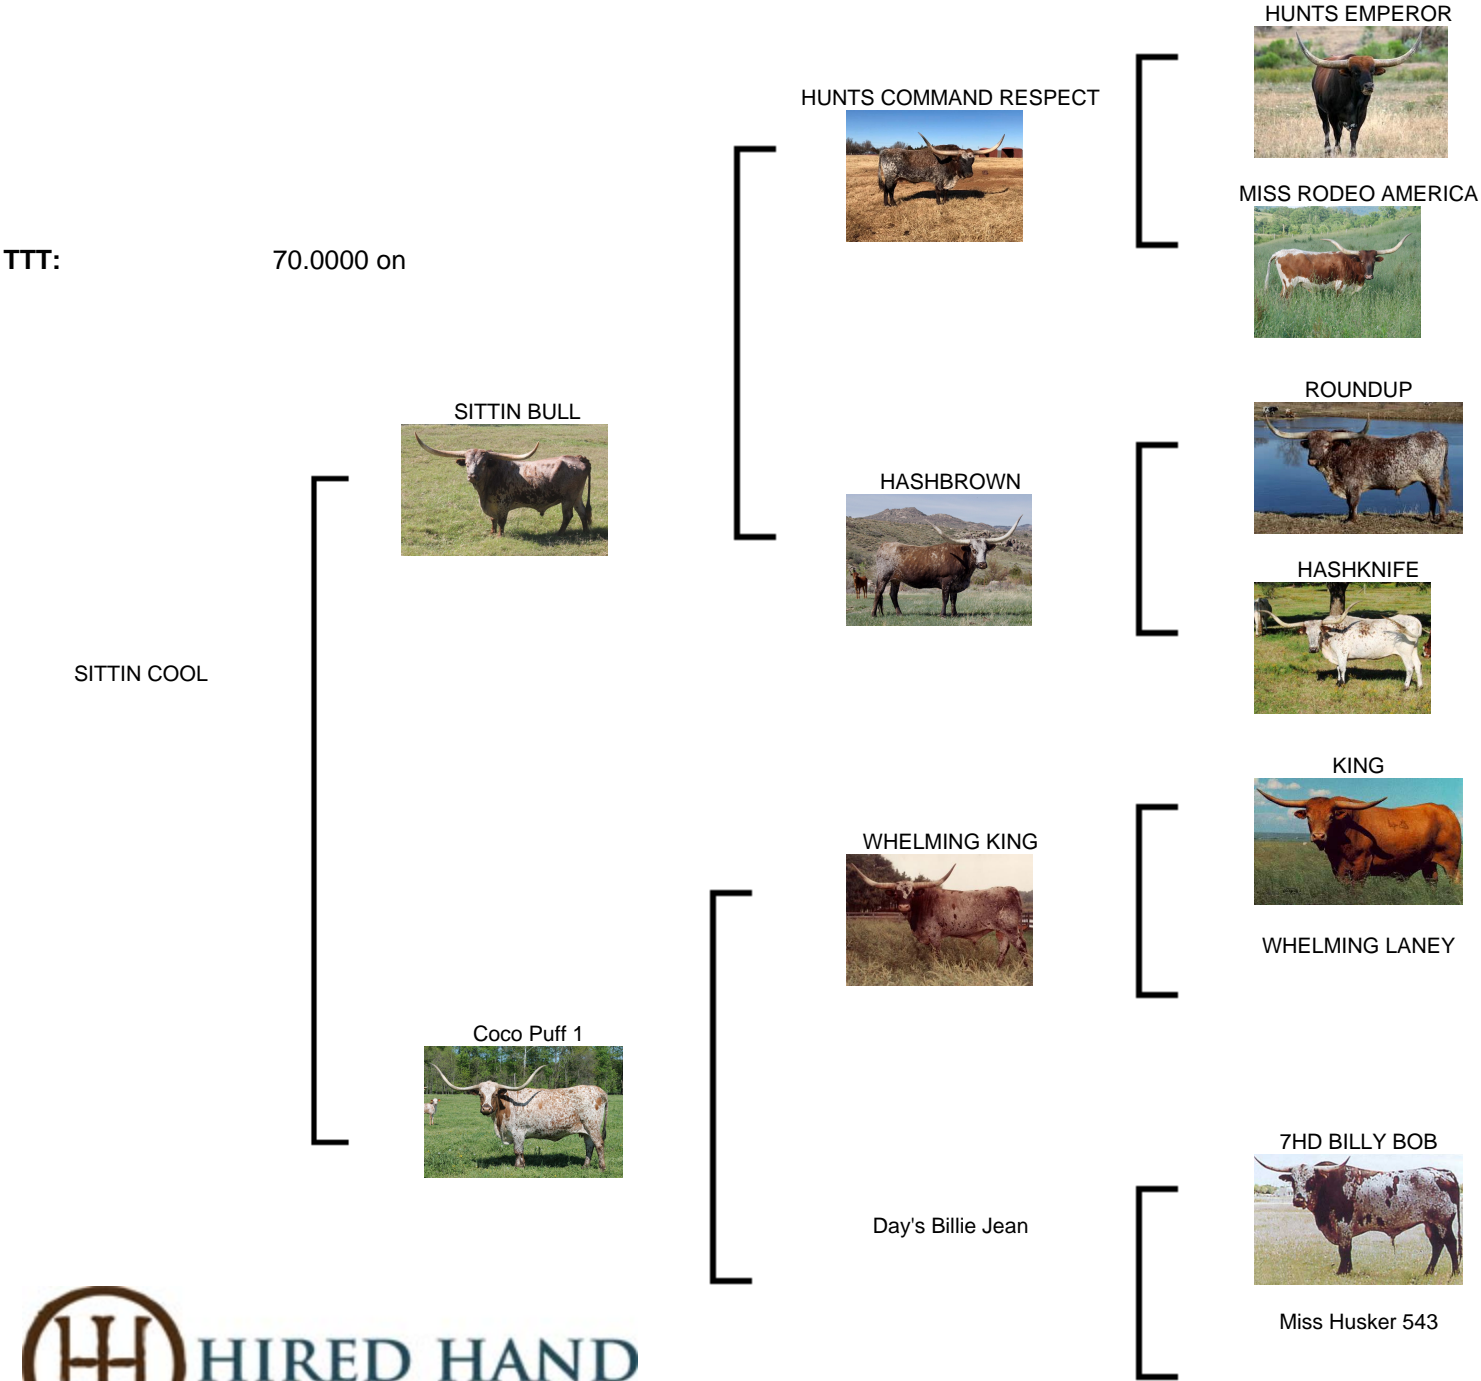 HUNTS EMPEROR
HUNTS COMMAND RESPECT
MISS RODEO AMERICA
TTT: 70.0000 on
ROUNDUP
SITTIN BULL
HASHBROWN
HASHKNIFE
SITTIN COOL
KING
WHELMING KING
WHELMING LANEY
Coco Puff 1
7HD BILLY BOB
Day's Billie Jean
Miss Husker 543
HIRED HAND